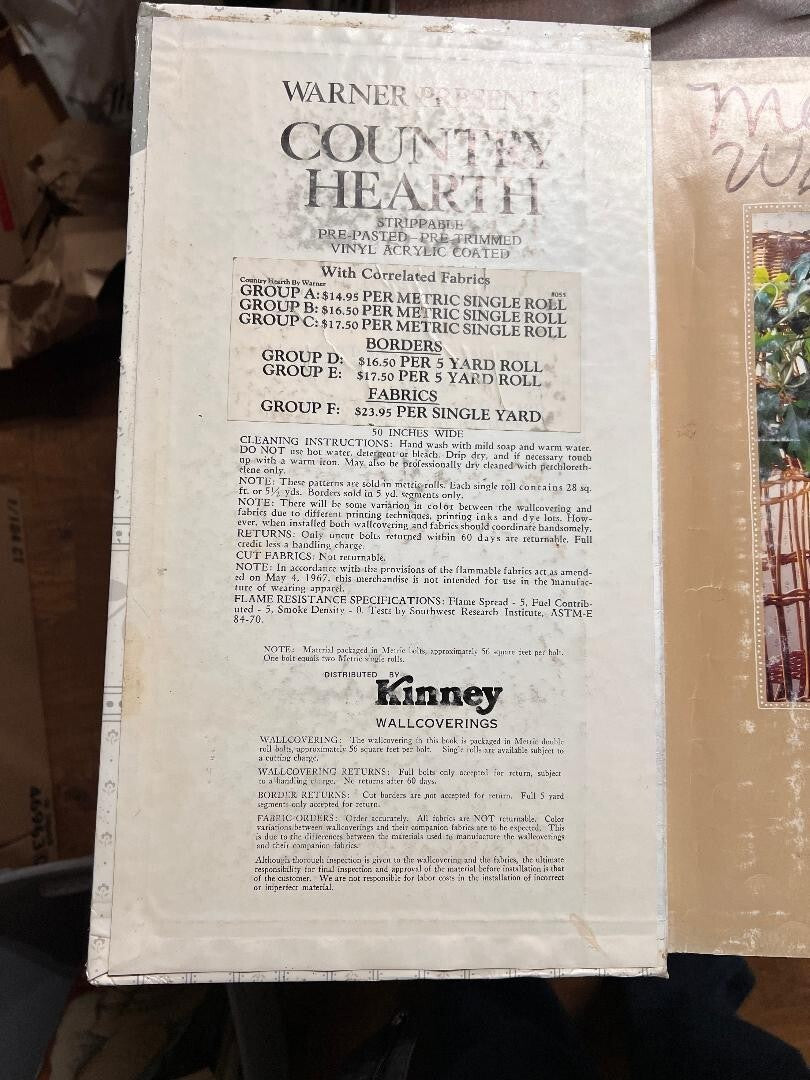 WARNER PRESENTS
COUNTRY
HEARTH
STRIPPABLE
PRE-PASTED - PRE-TRIMMED
VINYL ACRYLIC COATED
With Correlated Fabrics
Country Hearth By Warner
GROUP A: $14.95 PER METRIC SINGLE ROLL
GROUP B: $16.50 PER METRIC SINGLE ROLL
GROUP C: $17.50 PER METRIC SINGLE ROLL
BORDERS
GROUP D: $16.50 PER 5 YARD ROLL
GROUP E: $17.50 PER 5 YARD ROLL
FABRICS
GROUP F: $23.95 PER SINGLE YARD
50 INCHES WIDE
CLEANING INSTRUCTIONS: Hand wash with mild soap and warm water.
DO NOT use hot water, detergent or bleach. Drip dry, and if necessary touch
up with a warm iron. May also be professionally dry cleaned with perchloreth-
elene only.
NOTE: These patterns are sold in metric rolls. Each single roll contains 28 sq.
ft. or 5½ yds. Borders sold in 5 yd. segments only.
NOTE: There will be some variation in color between the wallcovering and
fabrics due to different printing techniques, printing inks and dye lots. How-
ever, when installed both wallcovering and fabrics should coordinate handsomely.
RETURNS: Only uncut bolts returned within 60 days are returnable. Full
credit less a handling charge.
CUT FABRICS: Not returnable.
NOTE: In accordance with the provisions of the flammable fabrics act as amend-
ed on May 4, 1967, this merchandise is not intended for use in the manufac-
ture of wearing apparel.
FLAME RESISTANCE SPECIFICATIONS: Flame Spread - 5, Fuel Contrib-
uted - 5, Smoke Density - 0. Tests by Southwest Research Institute, ASTM-E
84-70.
NOTE: Material packaged in Metric bolts, approximately 56 square feet per bolt.
One bolt equals two Metric single rolls.
DISTRIBUTED BY
Kinney
WALLCOVERINGS
WALLCOVERING: The wallcovering in this book is packaged in Metric double
roll bolts, approximately 56 square feet per bolt. Single rolls are available subject to
a cutting charge.
WALLCOVERING RETURNS: Full bolts only accepted for return, subject
to a handling charge. No returns after 60 days.
BORDER RETURNS: Cut borders are not accepted for return. Full 5 yard
segments only accepted for return.
FABRIC ORDERS: Order accurately. All fabrics are NOT returnable. Color
variations between wallcoverings and their companion fabrics are to be expected. This
is due to the differences between the materials used to manufacture the wallcoverings
and their companion fabrics.
Although thorough inspection is given to the wallcovering and the fabrics, the ultimate
responsibility for final inspection and approval of the material before installation is that
of the customer. We are not responsible for labor costs in the installation of incorrect
or imperfect material.